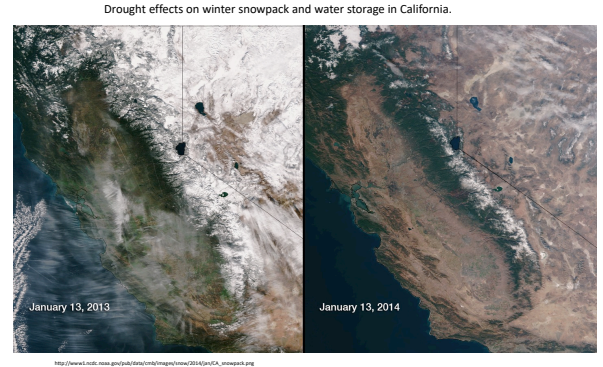 Drought effects on winter snowpack and water storage in California.
January 13, 2013
January 13, 2014
http://www1.ncdc.noaa.gov/pub/data/cmb/images/snow/2014/jan/CA_snowpack.png